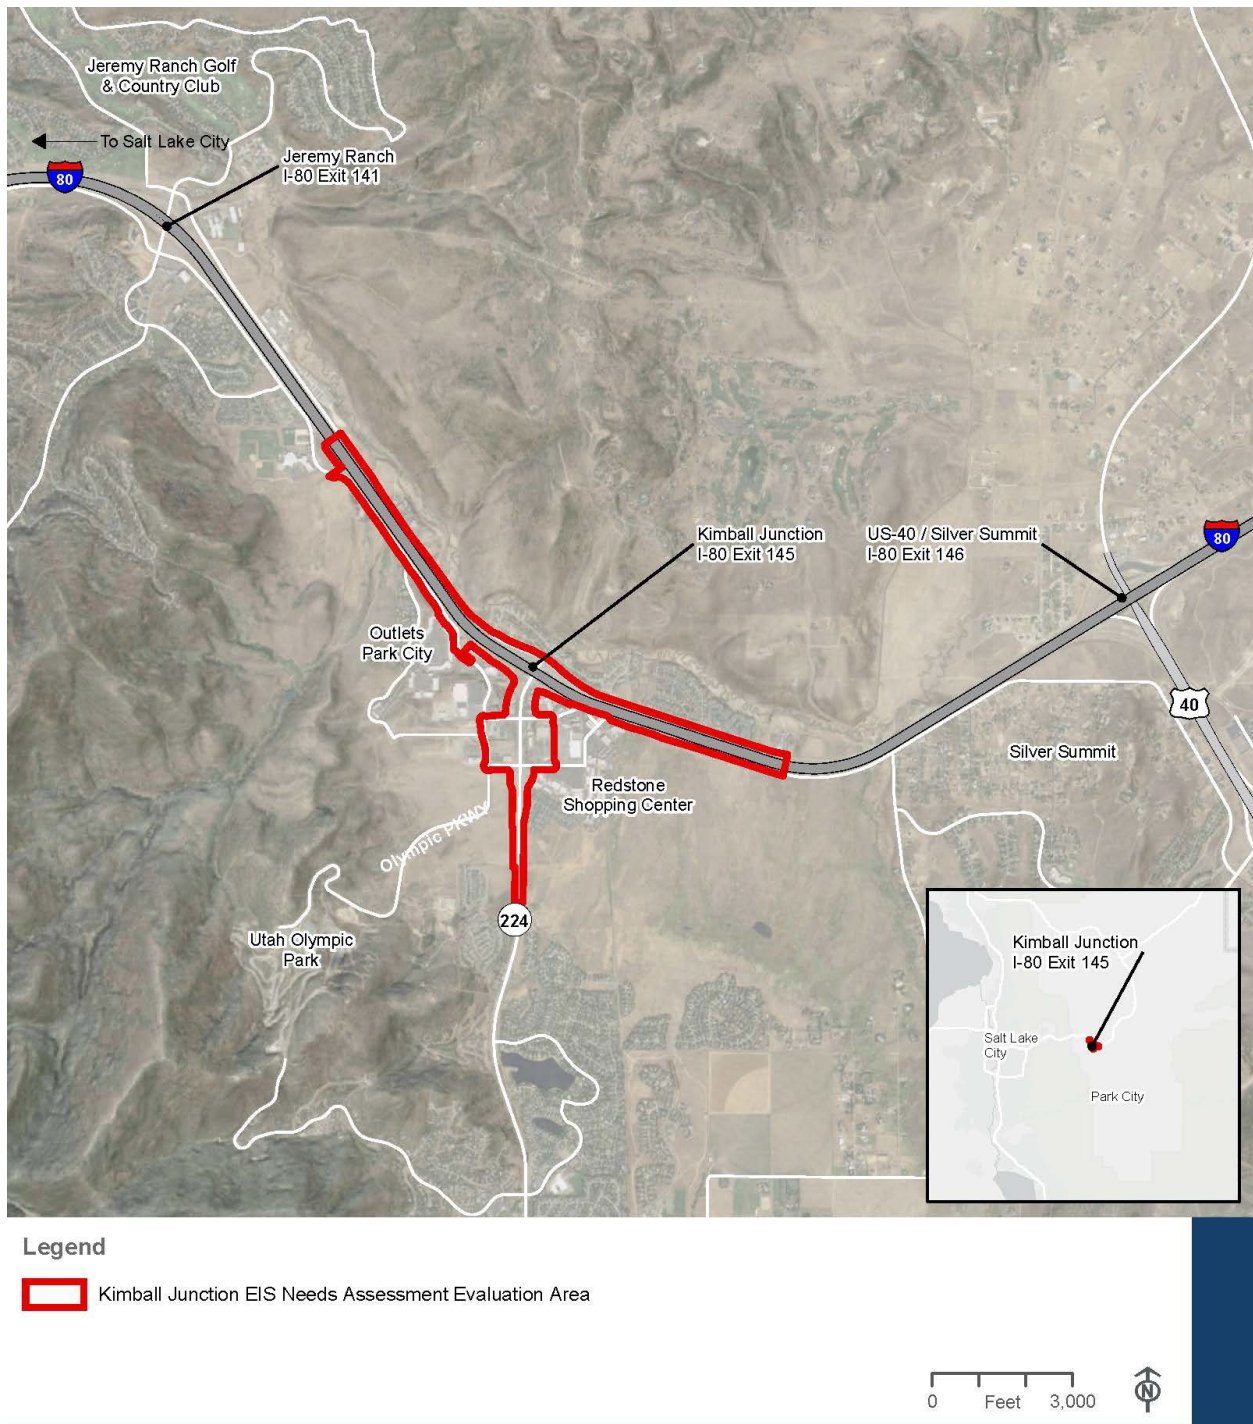 Jeremy Ranch Golf
& Country Club
To Salt Lake City
80
Jeremy Ranch
I-80 Exit 141
Kimball Junction
I-80 Exit 145
US-40 / Silver Summit
I-80 Exit 146
80
Outlets
Park City
40
Silver Summit
Redstone
Shopping Center
Olympic PKWY
224
Utah Olympic
Park
Kimball Junction
I-80 Exit 145
Salt Lake
City
Park City
Legend
Kimball Junction EIS Needs Assessment Evaluation Area
0 Feet 3,000
N